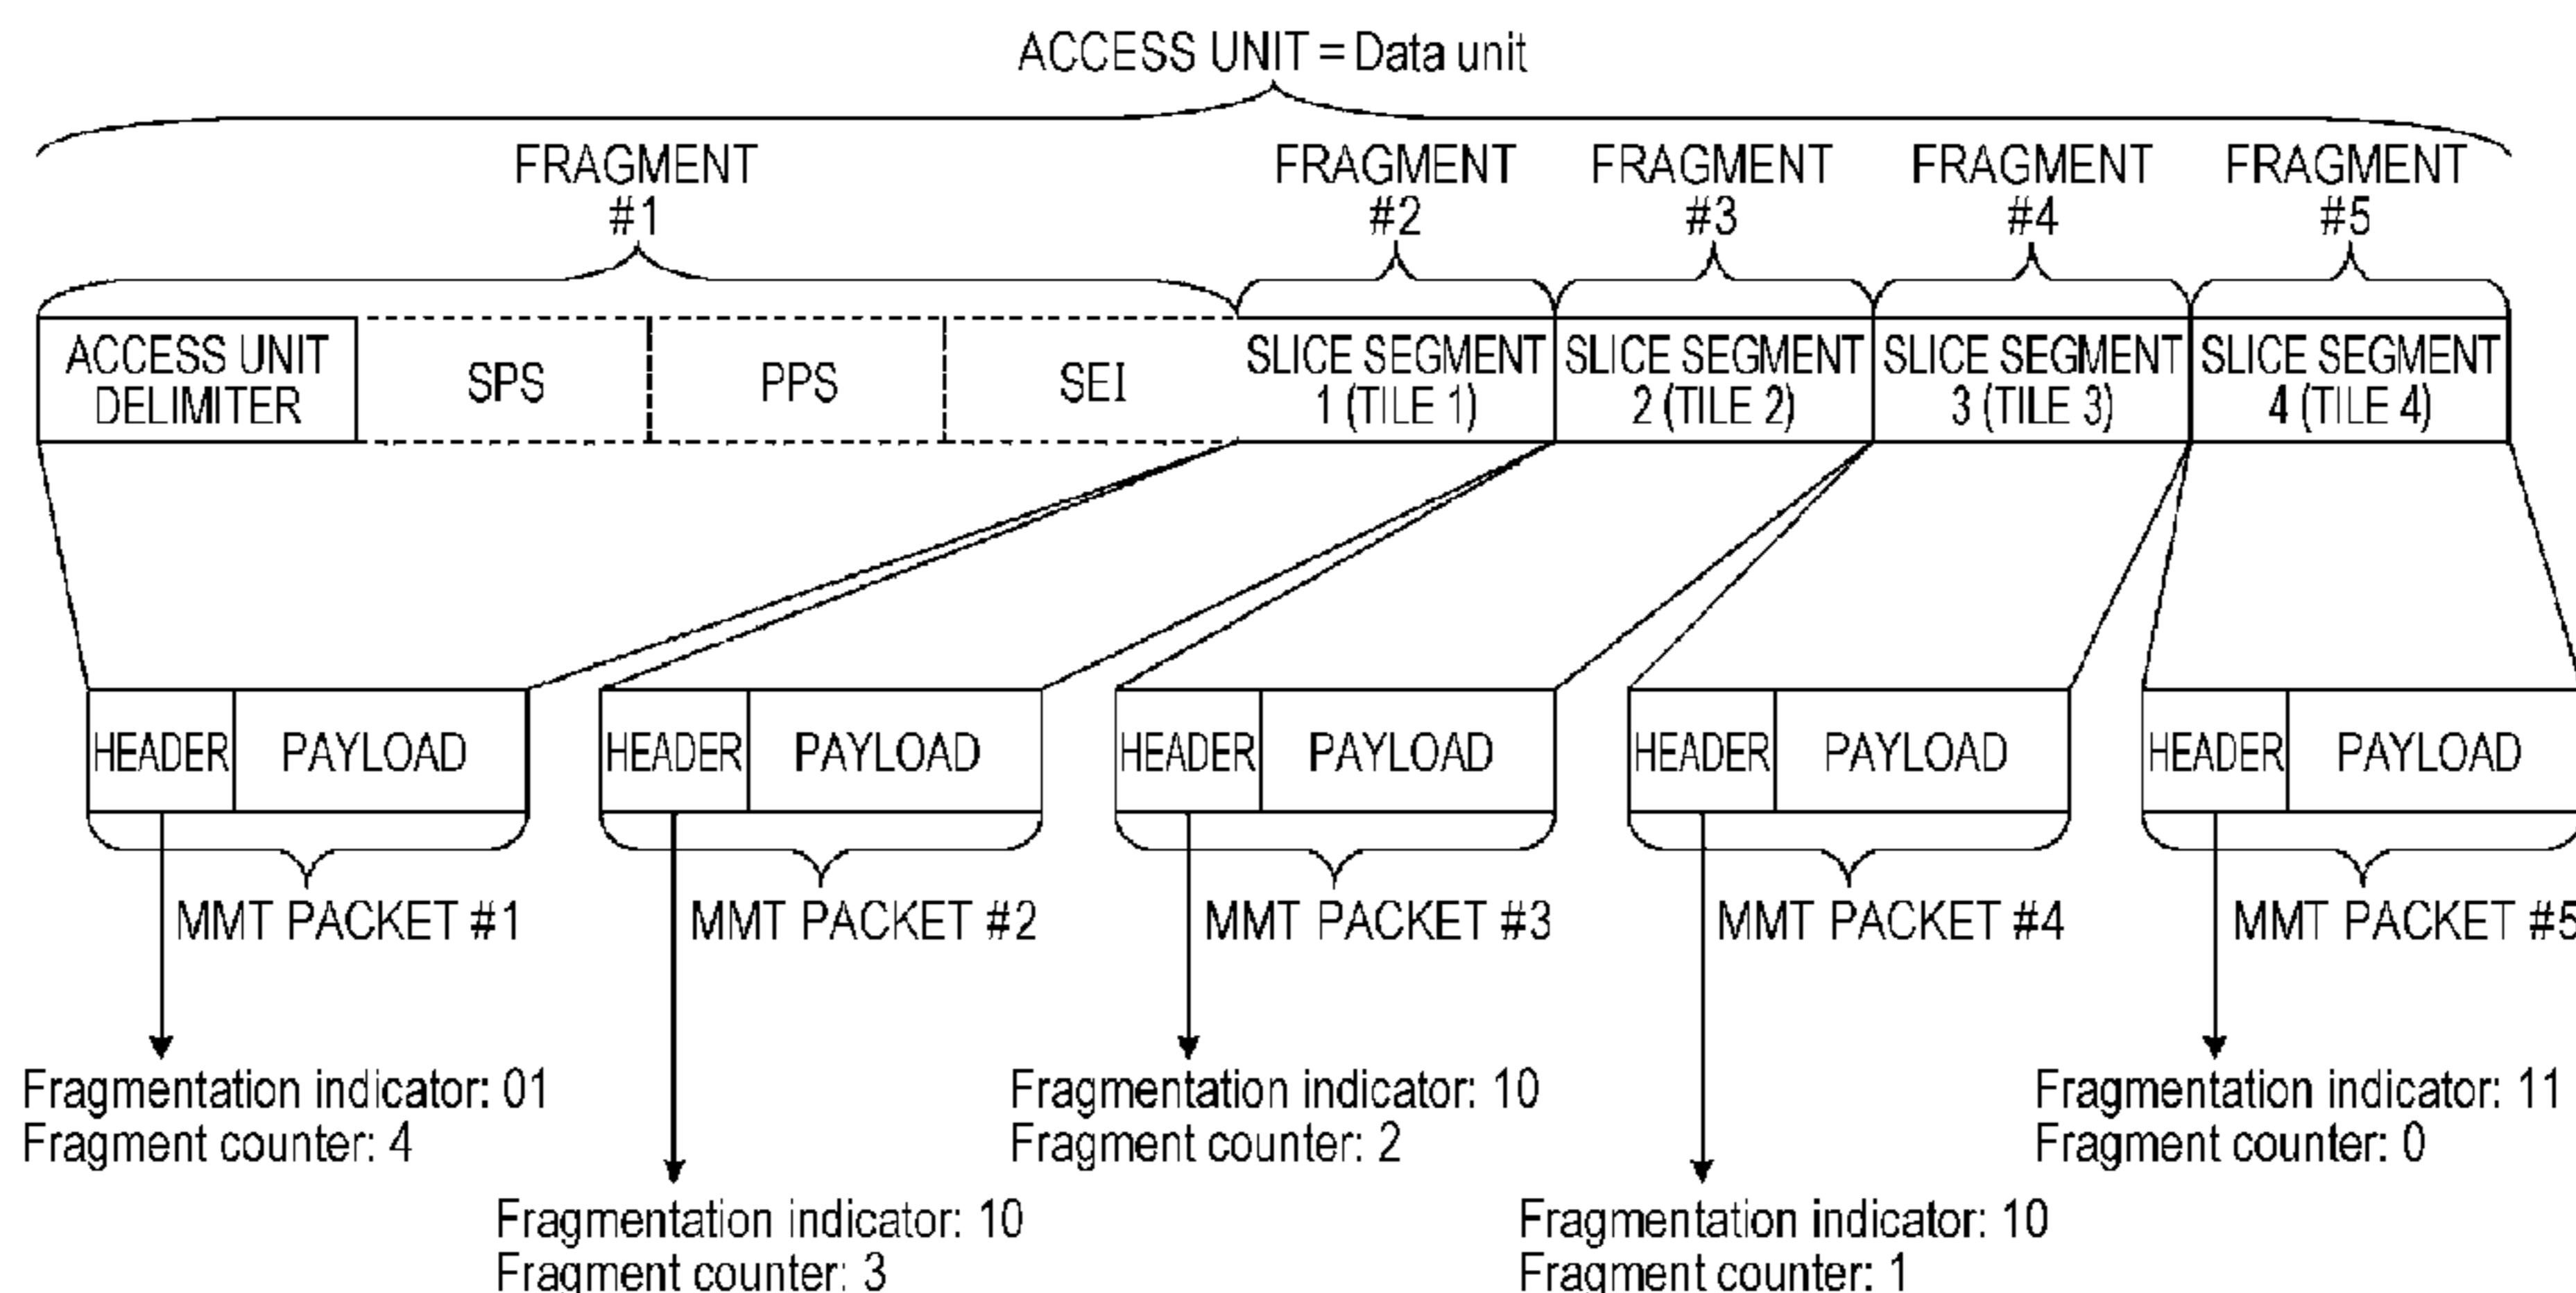 ACCESS UNIT = Data unit
FRAGMENT
#1
FRAGMENT
#2
FRAGMENT
#3
FRAGMENT
#4
FRAGMENT
#5
ACCESS UNIT
DELIMITER
SPS
PPS
SEI
SLICE SEGMENT
1 (TILE 1)
SLICE SEGMENT
2 (TILE 2)
SLICE SEGMENT
3 (TILE 3)
SLICE SEGMENT
4 (TILE 4)
HEADER
PAYLOAD
HEADER
PAYLOAD
HEADER
PAYLOAD
HEADER
PAYLOAD
HEADER
PAYLOAD
MMT PACKET #1
MMT PACKET #2
MMT PACKET #3
MMT PACKET #4
MMT PACKET #5
Fragmentation indicator: 01
Fragment counter: 4
Fragmentation indicator: 10
Fragment counter: 3
Fragmentation indicator: 10
Fragment counter: 2
Fragmentation indicator: 10
Fragment counter: 1
Fragmentation indicator: 11
Fragment counter: 0